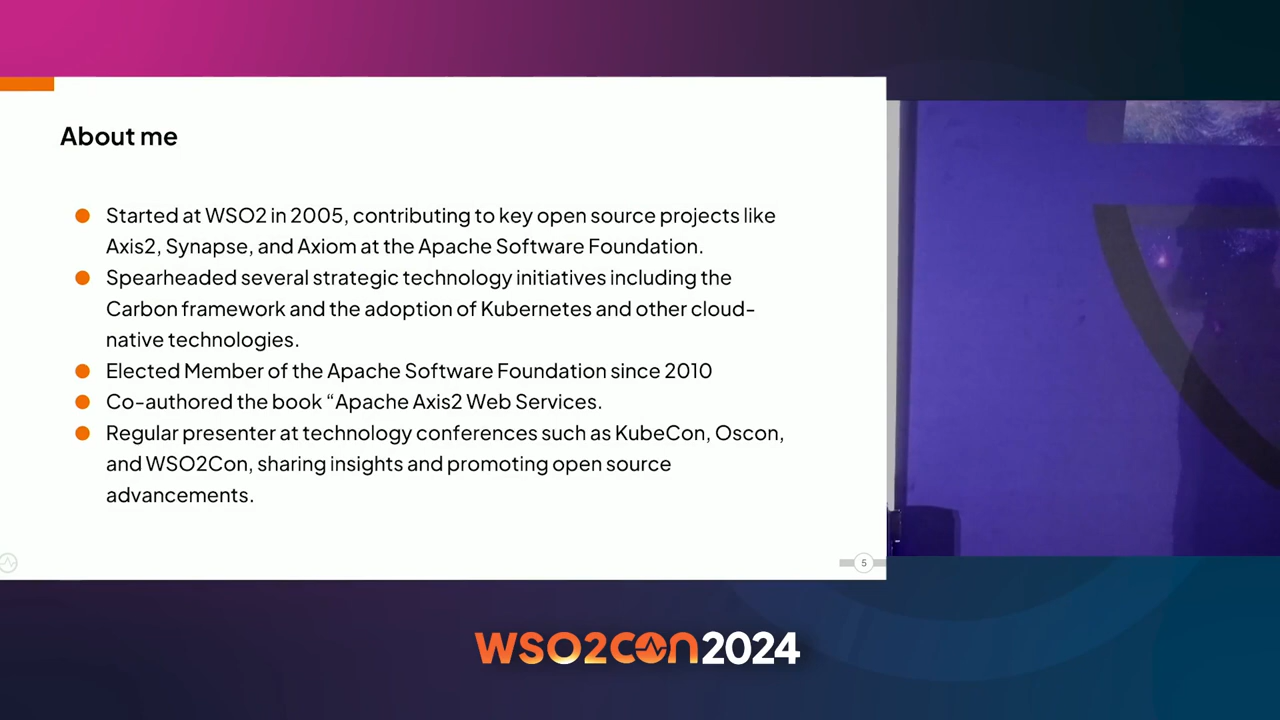 About me
Started at WSO2 in 2005, contributing to key open source projects like
Axis2, Synapse, and Axiom at the Apache Software Foundation.
Spearheaded several strategic technology initiatives including the
Carbon framework and the adoption of Kubernetes and other cloud-
native technologies.
Elected Member of the Apache Software Foundation since 2010
Co-authored the book “Apache Axis2 Web Services.
Regular presenter at technology conferences such as KubeCon, Oscon,
and WSO2Con, sharing insights and promoting open source
advancements.
5
WSO2CON2024